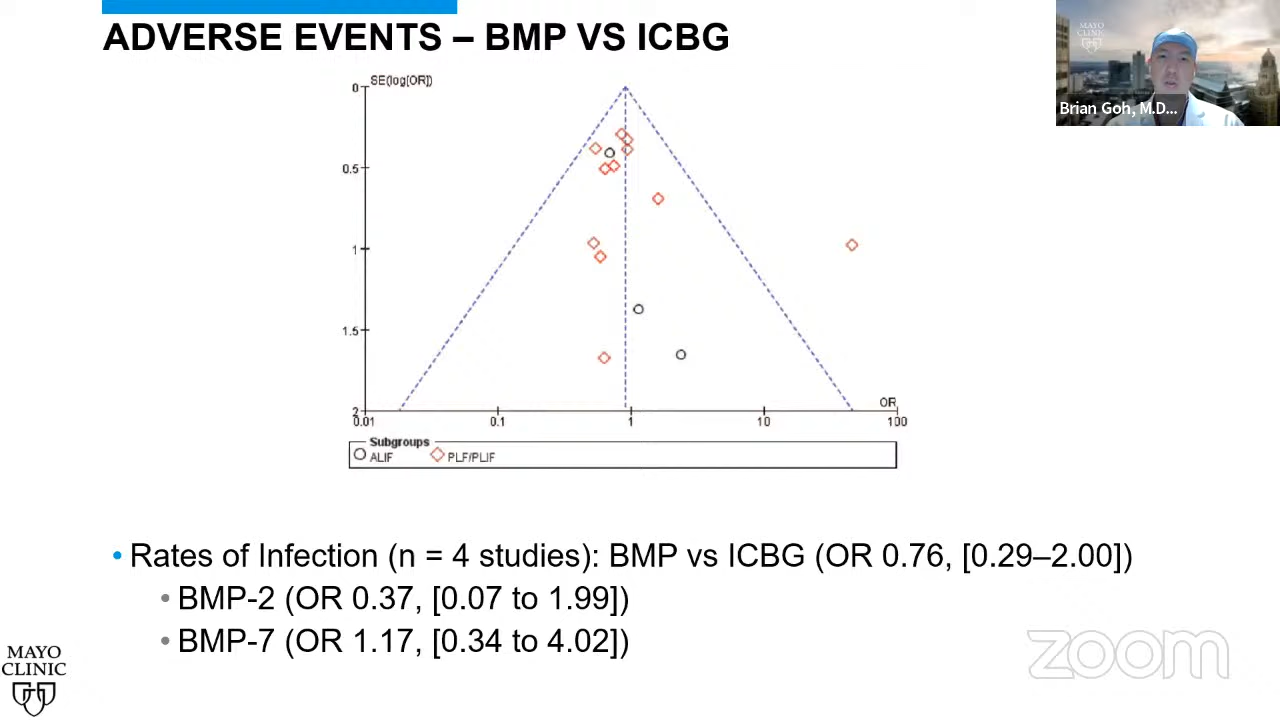 ADVERSE EVENTS – BMP VS ICBG
MAYO
CLINIC
Brian Goh, M.D...
SE(log[OR])
0
0.5
1
1.5
2
0.01
0.1
1
10
100
OR
Subgroups
ALIF
PLF/PLIF
• Rates of Infection (n = 4 studies): BMP vs ICBG (OR 0.76, [0.29–2.00])
• BMP-2 (OR 0.37, [0.07 to 1.99])
• BMP-7 (OR 1.17, [0.34 to 4.02])
MAYO
CLINIC
zoom